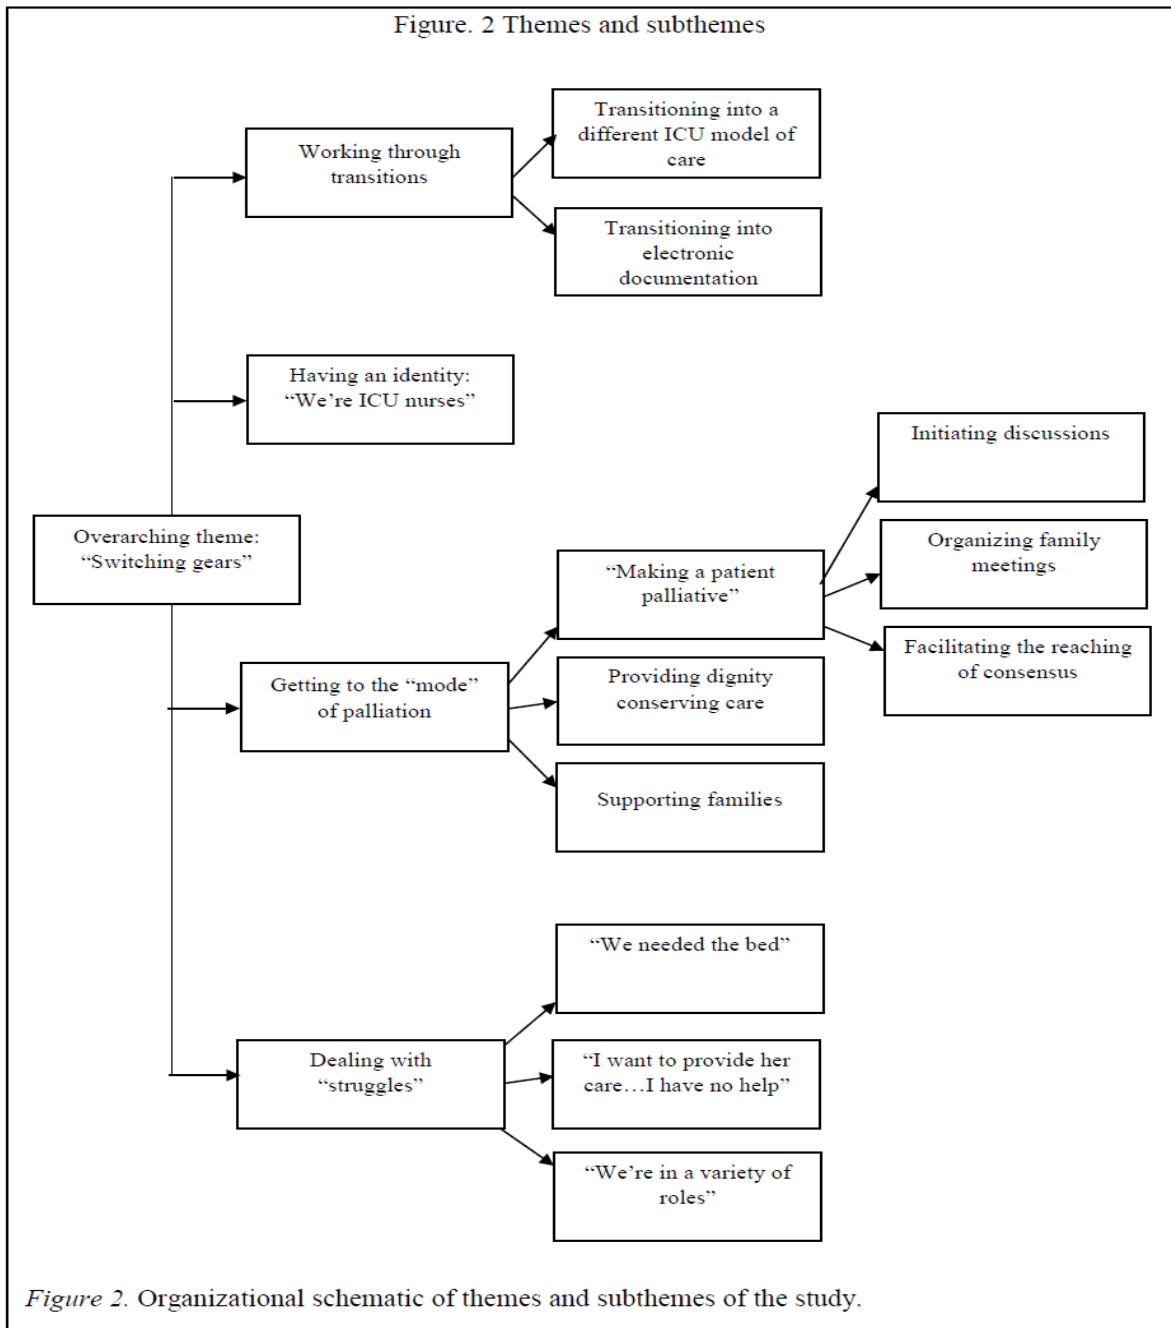 Figure. 2 Themes and subthemes
Transitioning into a
different ICU model of
care
Working through
transitions
Transitioning into
electronic
documentation
Having an identity:
“We’re ICU nurses”
Initiating discussions
Overarching theme:
“Switching gears”
Organizing family
meetings
“Making a patient
palliative”
Facilitating the reaching
of consensus
Getting to the “mode”
of palliation
Providing dignity
conserving care
Supporting families
“We needed the bed”
Dealing with
“struggles”
“I want to provide her
care…I have no help”
“We’re in a variety of
roles”
Figure 2. Organizational schematic of themes and subthemes of the study.